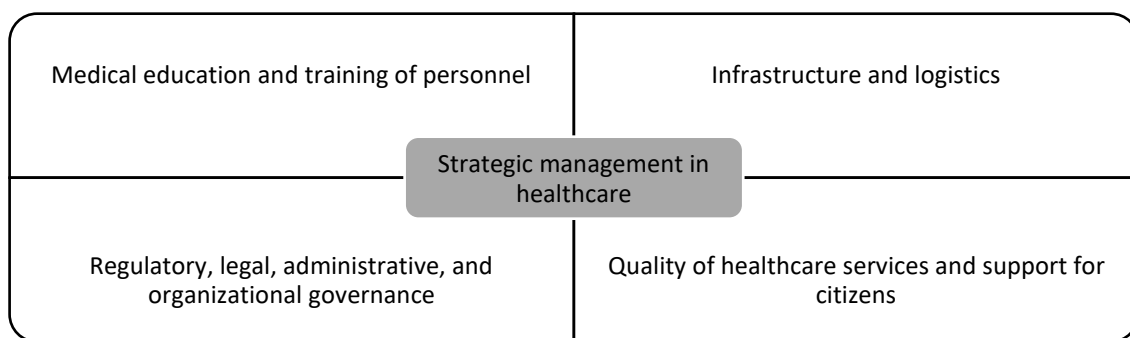 Medical education and training of personnel
Infrastructure and logistics
Strategic management in
healthcare
Regulatory, legal, administrative, and
organizational governance
Quality of healthcare services and support for
citizens